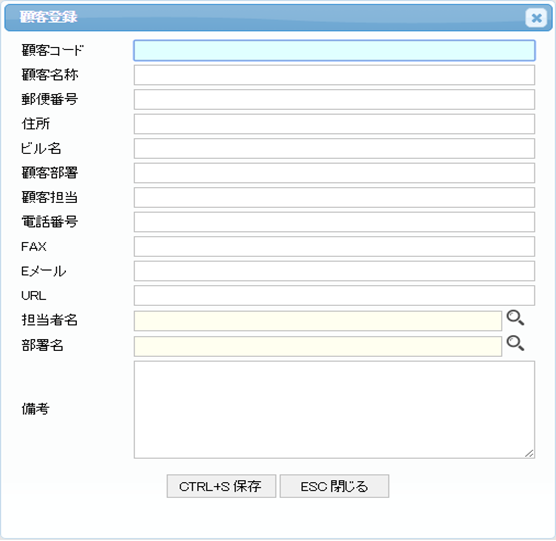 顧客登録
顧客コード
顧客名称
郵便番号
住所
ビル名
顧客部署
顧客担当
電話番号
FAX
Eメール
URL
担当者名
部署名
備考
CTRL+S 保存 ESC 閉じる